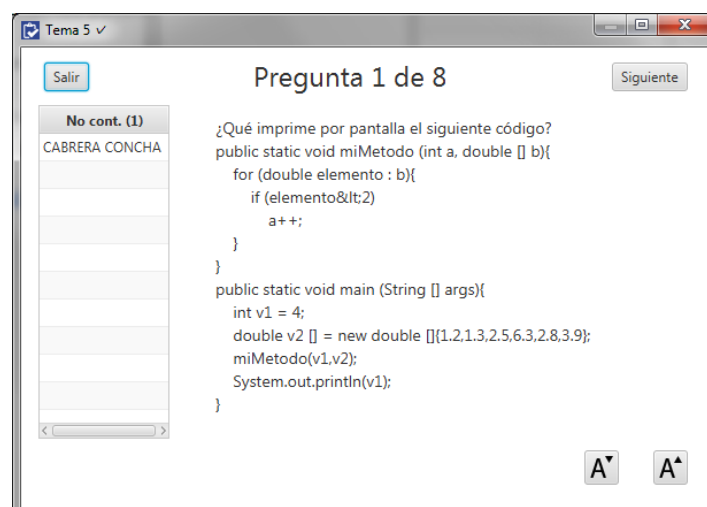 Tema 5 ✓
Salir
Pregunta 1 de 8
Siguiente
No cont. (1)
CABRERA CONCHA
¿Qué imprime por pantalla el siguiente código?
public static void miMetodo (int a, double [] b){
for (double elemento : b){
if (elemento&lt;2)
a++;
}
}
public static void main (String [] args){
int v1 = 4;
double v2 [] = new double []{1.2,1.3,2.5,6.3,2.8,3.9};
miMetodo(v1,v2);
System.out.println(v1);
}
A▾
A▴